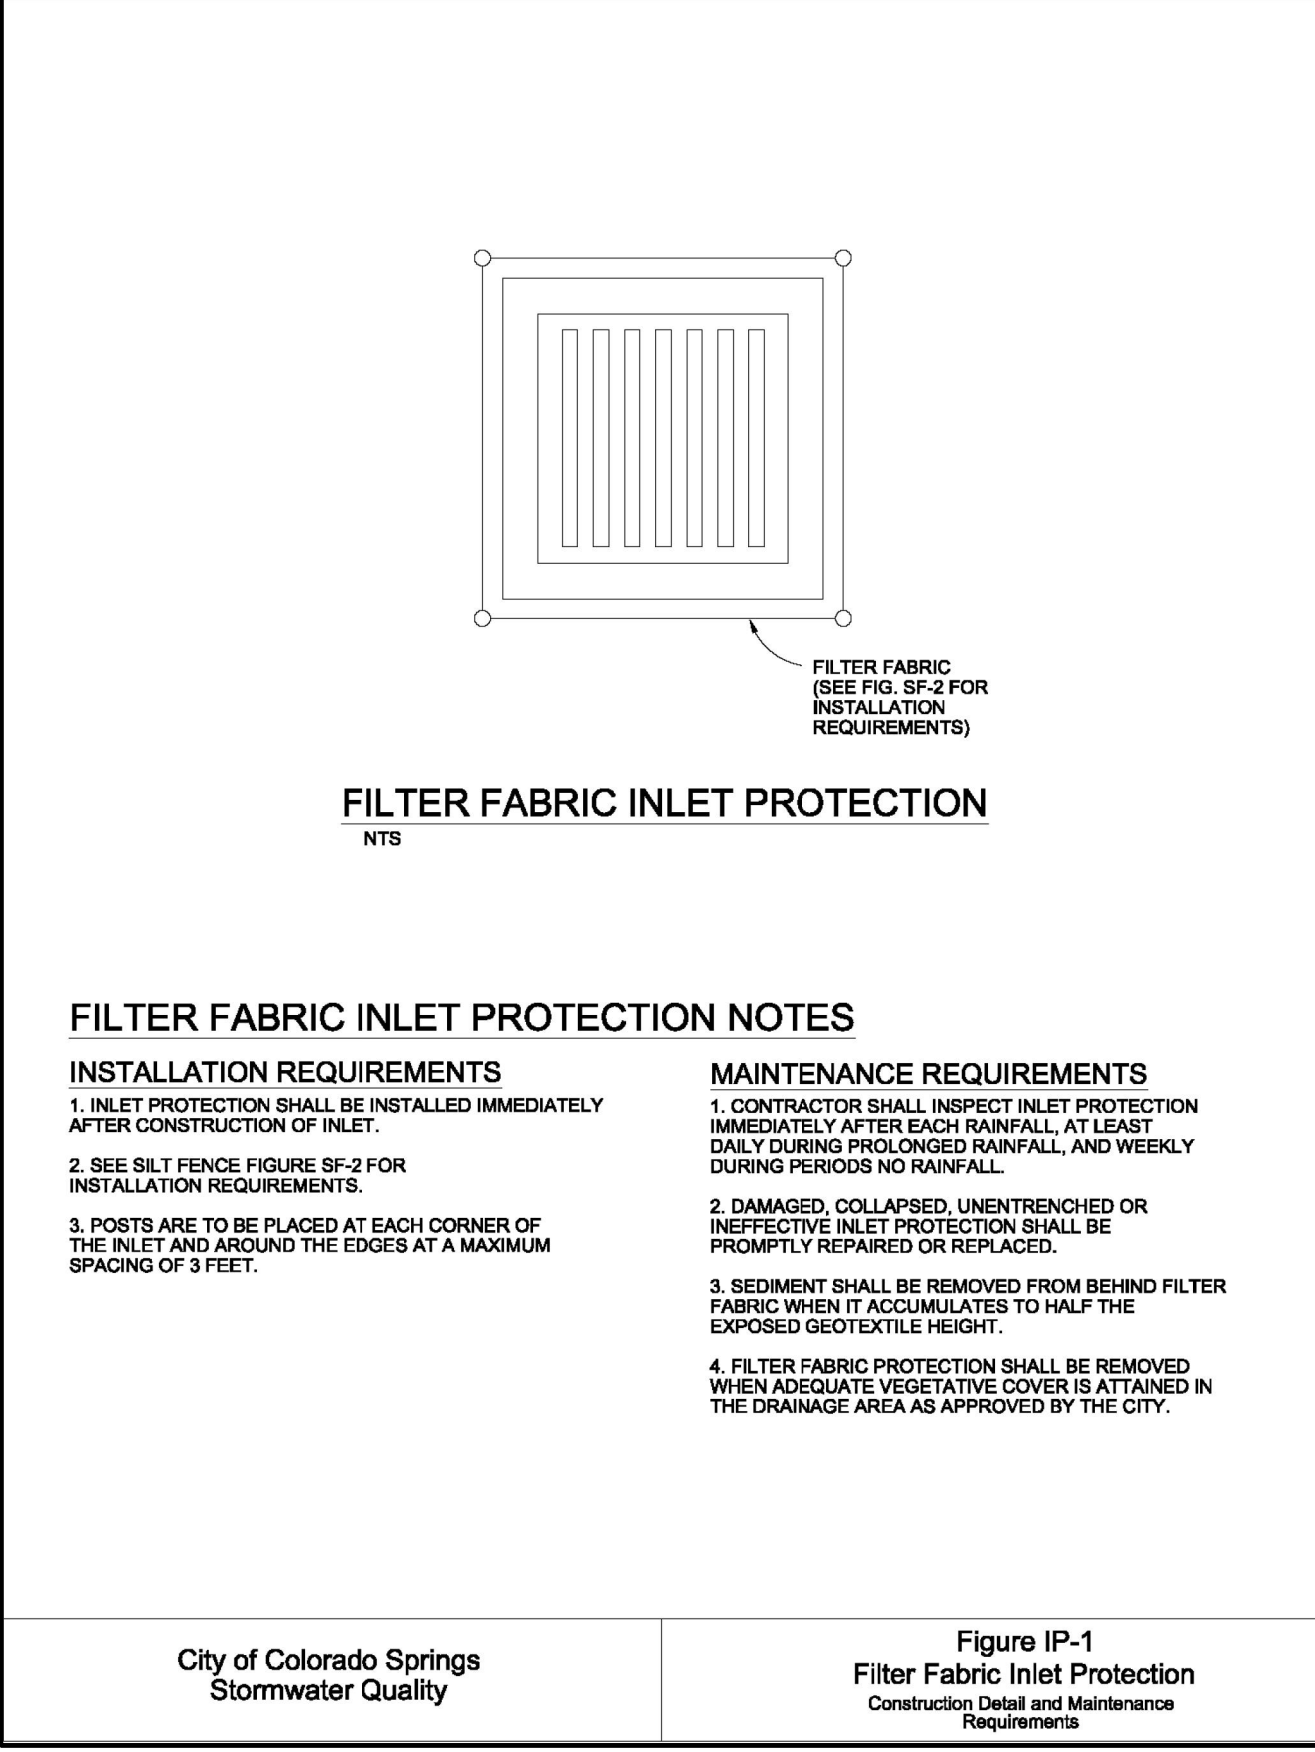 FILTER FABRIC
(SEE FIG. SF-2 FOR
INSTALLATION
REQUIREMENTS)
FILTER FABRIC INLET PROTECTION
NTS
FILTER FABRIC INLET PROTECTION NOTES
INSTALLATION REQUIREMENTS
1. INLET PROTECTION SHALL BE INSTALLED IMMEDIATELY
AFTER CONSTRUCTION OF INLET.
2. SEE SILT FENCE FIGURE SF-2 FOR
INSTALLATION REQUIREMENTS.
3. POSTS ARE TO BE PLACED AT EACH CORNER OF
THE INLET AND AROUND THE EDGES AT A MAXIMUM
SPACING OF 3 FEET.
MAINTENANCE REQUIREMENTS
1. CONTRACTOR SHALL INSPECT INLET PROTECTION
IMMEDIATELY AFTER EACH RAINFALL, AT LEAST
DAILY DURING PROLONGED RAINFALL, AND WEEKLY
DURING PERIODS NO RAINFALL.
2. DAMAGED, COLLAPSED, UNENTRENCHED OR
INEFFECTIVE INLET PROTECTION SHALL BE
PROMPTLY REPAIRED OR REPLACED.
3. SEDIMENT SHALL BE REMOVED FROM BEHIND FILTER
FABRIC WHEN IT ACCUMULATES TO HALF THE
EXPOSED GEOTEXTILE HEIGHT.
4. FILTER FABRIC PROTECTION SHALL BE REMOVED
WHEN ADEQUATE VEGETATIVE COVER IS ATTAINED IN
THE DRAINAGE AREA AS APPROVED BY THE CITY.
City of Colorado Springs
Stormwater Quality
Figure IP-1
Filter Fabric Inlet Protection
Construction Detail and Maintenance
Requirements